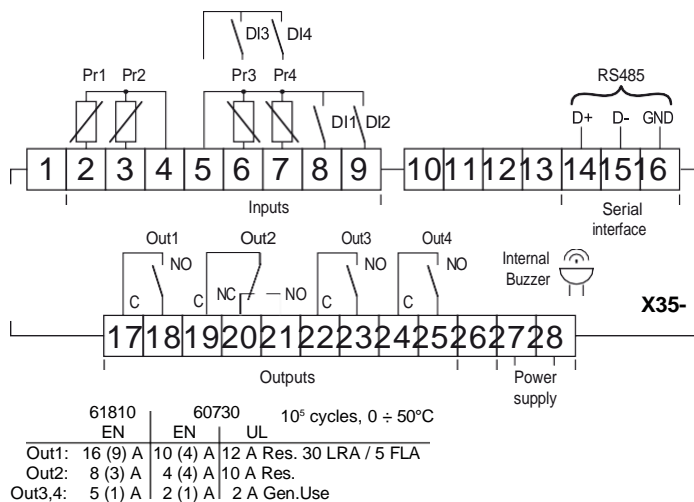 DI3 DI4
Pr1 Pr2 Pr3 Pr4 RS485
DI1 DI2 D+ D- GND
1 2 3 4 5 6 7 8 9 10 11 12 13 14 15 16
Inputs Serial
interface
Out1 Out2 Out3 Out4 Internal
Buzzer
NO NC NO NO NO
C C C C X35-
17 18 19 20 21 22 23 24 25 26 27 28
Outputs Power
supply
61810 60730 10⁵ cycles, 0 ÷ 50°C
EN EN UL
Out1: 16 (9) A 10 (4) A 12 A Res. 30 LRA / 5 FLA
Out2: 8 (3) A 4 (4) A 10 A Res.
Out3,4: 5 (1) A 2 (1) A 2 A Gen.Use